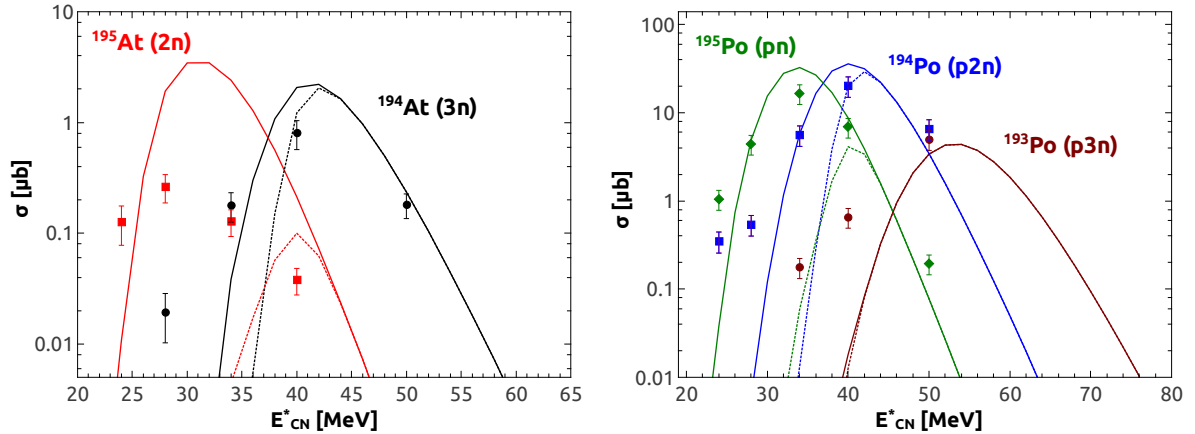 10
1
0.1
0.01
σ [μb]
¹⁹⁵At (2n)
¹⁹⁴At (3n)
20 25 30 35 40 45 50 55 60 65
E*CN [MeV]
100
10
1
0.1
0.01
σ [μb]
¹⁹⁵Po (pn)
¹⁹⁴Po (p2n)
¹⁹³Po (p3n)
20 30 40 50 60 70 80
E*CN [MeV]